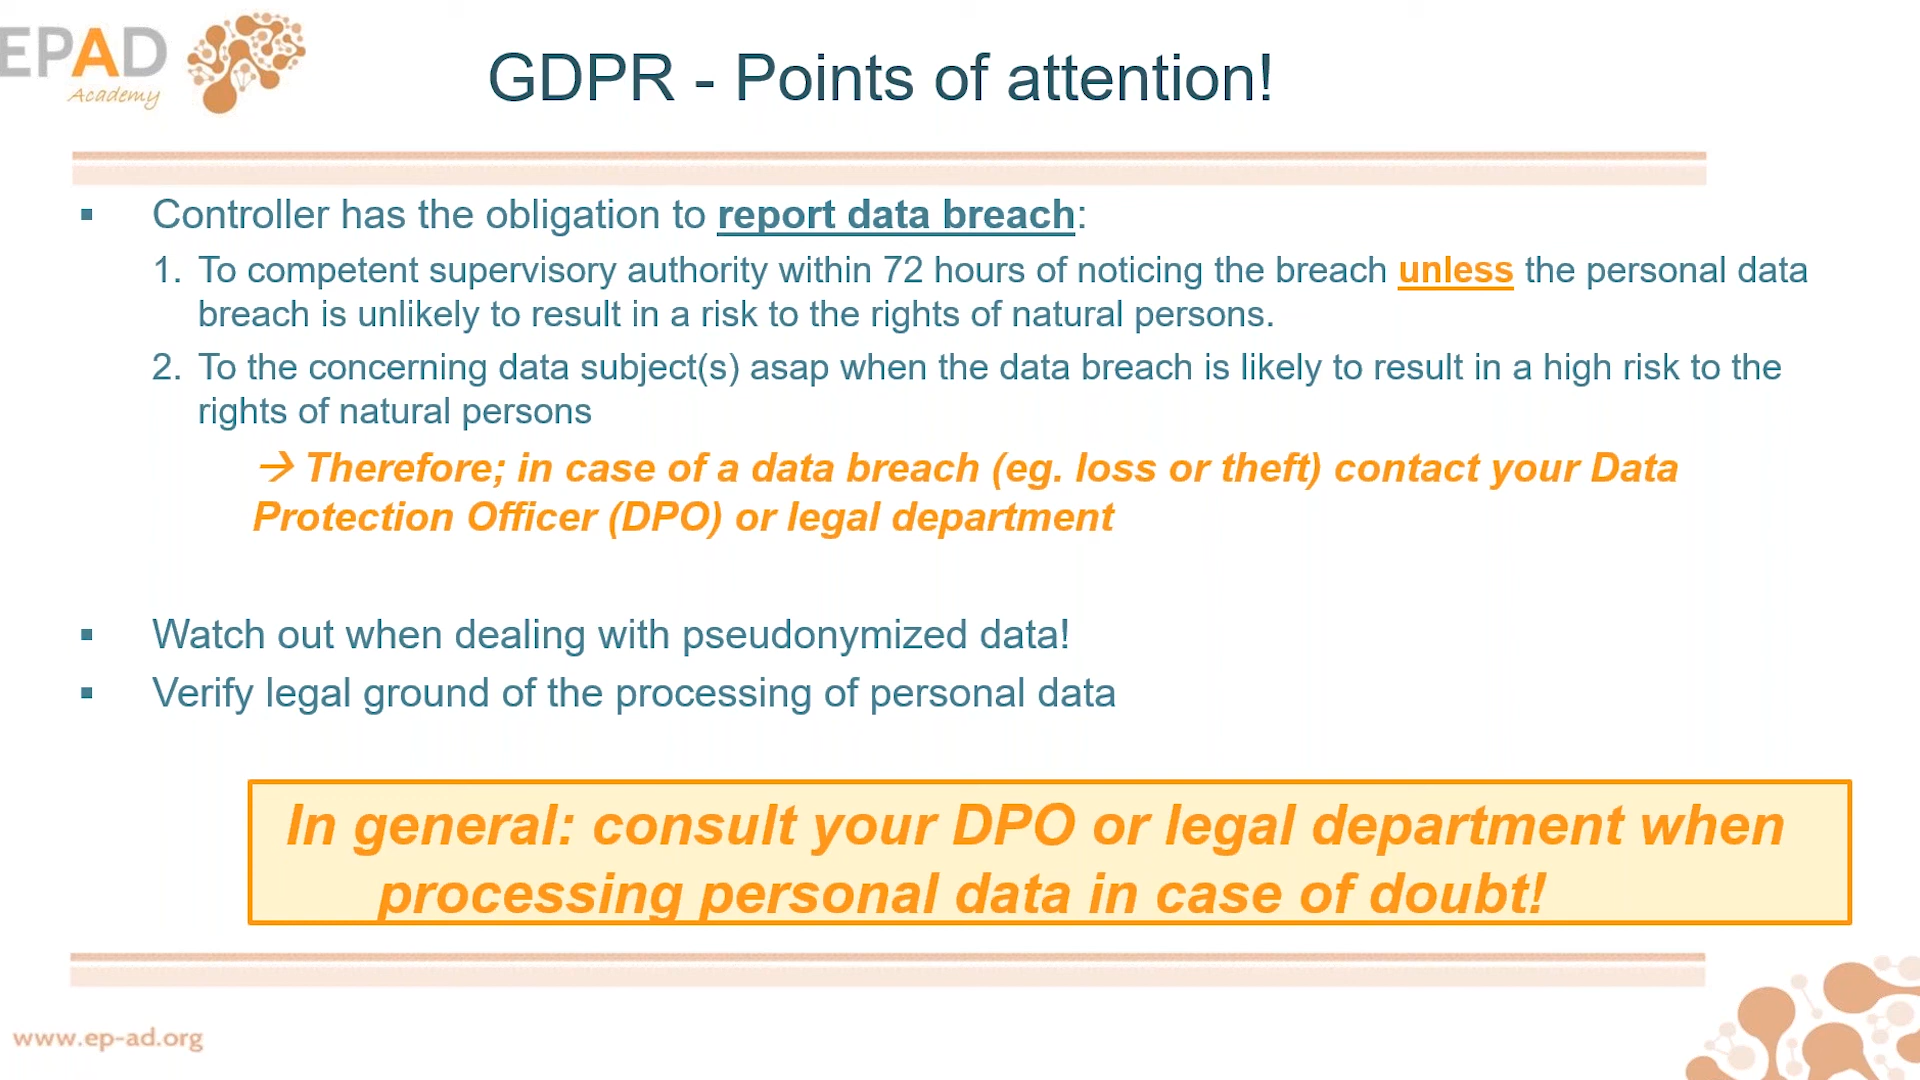 EPAD
Academy
GDPR - Points of attention!
▪ Controller has the obligation to report data breach:
1. To competent supervisory authority within 72 hours of noticing the breach unless the personal data
breach is unlikely to result in a risk to the rights of natural persons.
2. To the concerning data subject(s) asap when the data breach is likely to result in a high risk to the
rights of natural persons
→ Therefore; in case of a data breach (eg. loss or theft) contact your Data
Protection Officer (DPO) or legal department
▪ Watch out when dealing with pseudonymized data!
▪ Verify legal ground of the processing of personal data
In general: consult your DPO or legal department when
processing personal data in case of doubt!
www.ep-ad.org